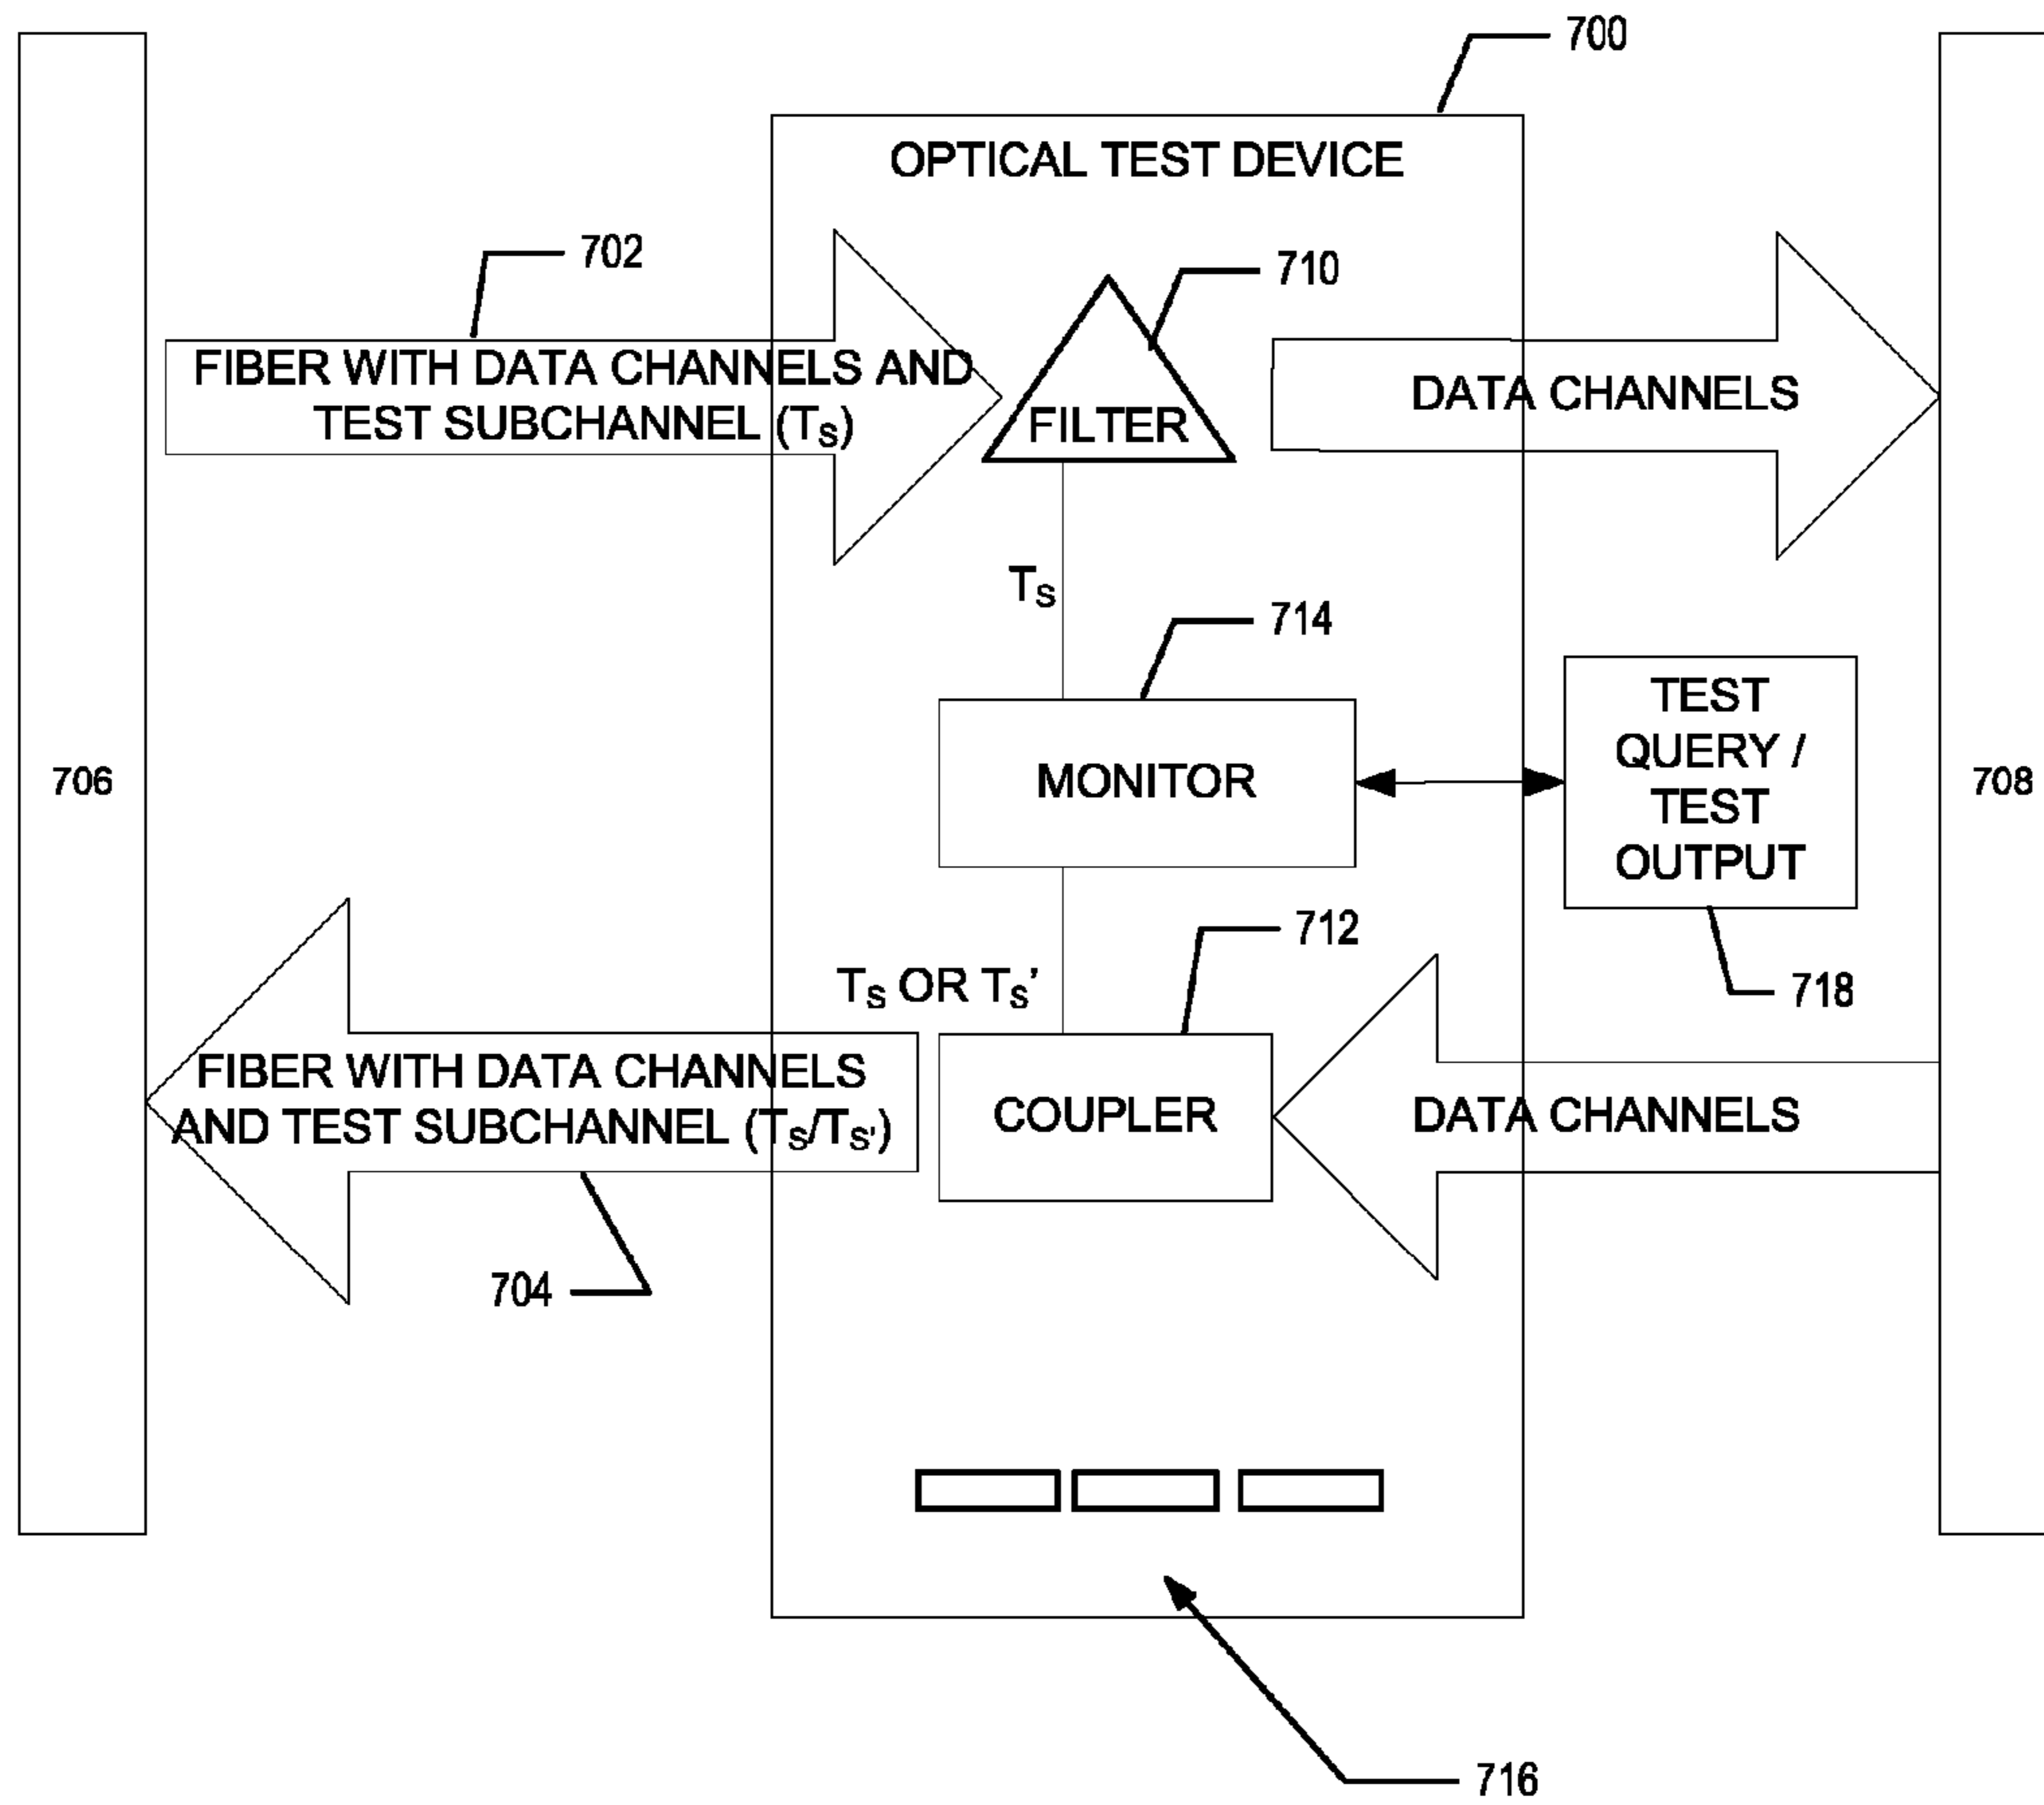 700
OPTICAL TEST DEVICE
702
710
FIBER WITH DATA CHANNELS AND
TEST SUBCHANNEL (TS)
FILTER
DATA CHANNELS
TS
714
706
MONITOR
TEST
QUERY /
TEST
OUTPUT
708
712
718
TS OR TS’
FIBER WITH DATA CHANNELS
AND TEST SUBCHANNEL (TS/TS')
COUPLER
DATA CHANNELS
704
716